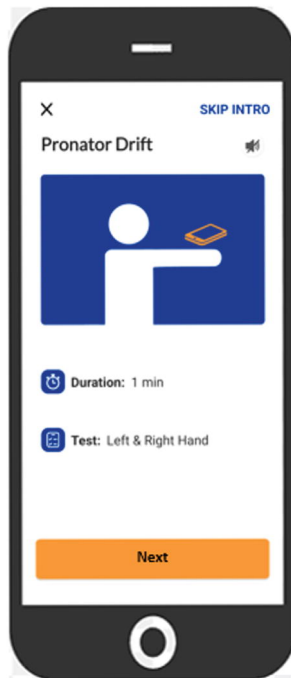 SKIP INTRO
Pronator Drift
Duration: 1 min
Test: Left & Right Hand
Next